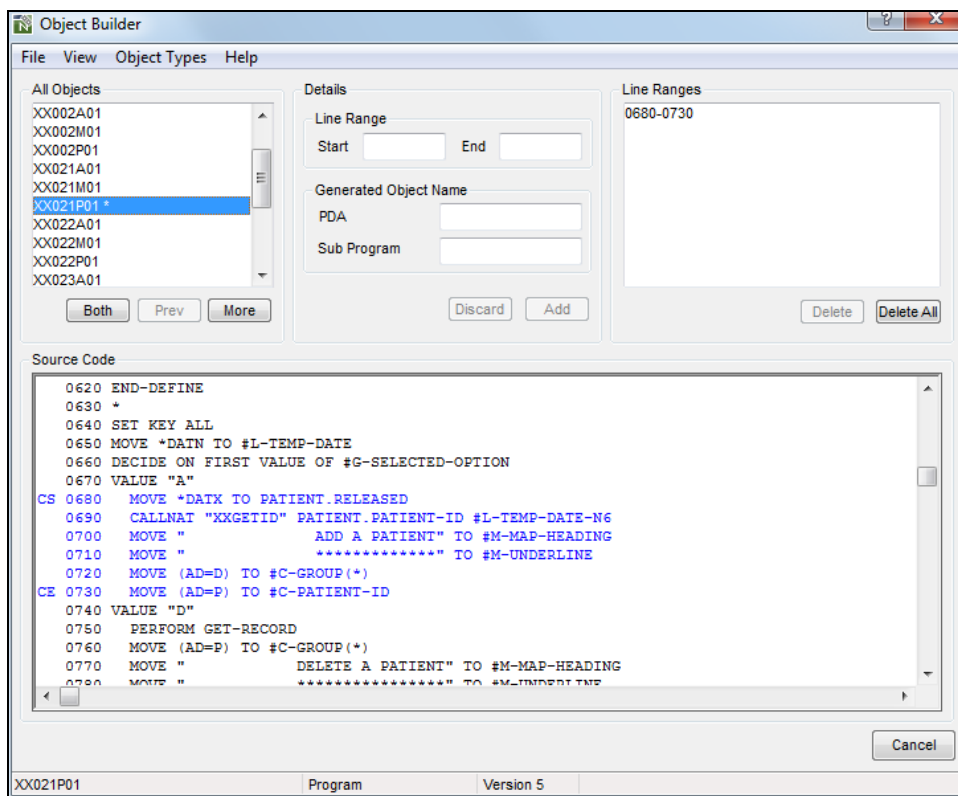 Object Builder
File View Object Types Help
All Objects
XX002A01
XX002M01
XX002P01
XX021A01
XX021M01
XX021P01 *
XX022A01
XX022M01
XX022P01
XX023A01
Both Prev More
Details
Line Range
Start End
Generated Object Name
PDA
Sub Program
Discard Add
Line Ranges
0680-0730
Delete Delete All
Source Code
0620 END-DEFINE
0630 *
0640 SET KEY ALL
0650 MOVE *DATN TO #L-TEMP-DATE
0660 DECIDE ON FIRST VALUE OF #G-SELECTED-OPTION
0670 VALUE "A"
CS 0680   MOVE *DATX TO PATIENT.RELEASED
0690   CALLNAT "XXGETID" PATIENT.PATIENT-ID #L-TEMP-DATE-N6
0700   MOVE "             ADD A PATIENT" TO #M-MAP-HEADING
0710   MOVE "             *************" TO #M-UNDERLINE
0720   MOVE (AD=D) TO #C-GROUP(*)
CE 0730   MOVE (AD=P) TO #C-PATIENT-ID
0740 VALUE "D"
0750   PERFORM GET-RECORD
0760   MOVE (AD=P) TO #C-GROUP(*)
0770   MOVE "           DELETE A PATIENT" TO #M-MAP-HEADING
0780   MOVE "           ****************" TO #M-UNDERLINE
Cancel
XX021P01 Program Version 5